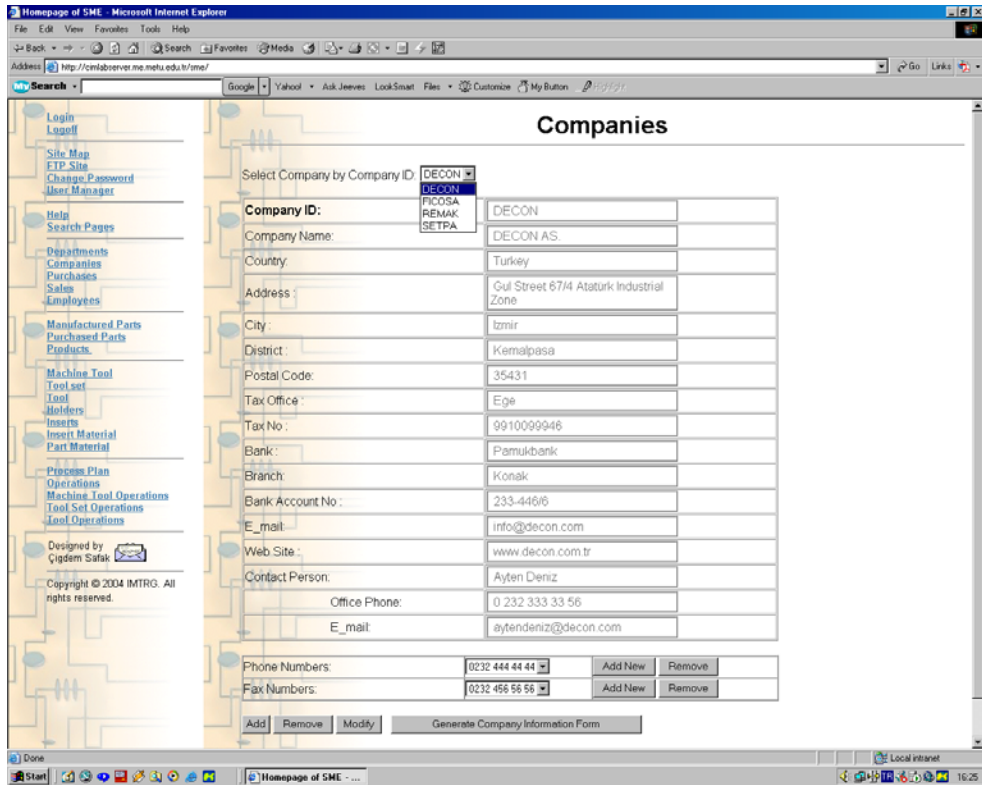 Homepage of SME - Microsoft Internet Explorer
File Edit View Favorites Tools Help
Back Search Favorites Media
Address http://cimlabserver.me.metu.edu.tr/sme/ Go Links
My Search Google Yahoo! Ask Jeeves LookSmart Files Customize My Button Highlight
Login
Logoff
Site Map
FTP Site
Change Password
User Manager
Help
Search Pages
Departments
Companies
Purchases
Sales
Employees
Manufactured Parts
Purchased Parts
Products
Machine Tool
Tool set
Tool
Holders
Inserts
Insert Material
Part Material
Process Plan
Operations
Machine Tool Operations
Tool Set Operations
Tool Operations
Designed by
Çigdem Safak
Copyright © 2004 IMTRG. All
rights reserved.
Companies
Select Company by Company ID: DECON
DECON
FICOSA
REMAK
SETPA
Company ID: DECON
Company Name: DECON AS.
Country: Turkey
Address : Gul Street 67/4 Atatürk Industrial
Zone
City : Izmir
District : Kemalpasa
Postal Code: 35431
Tax Office : Ege
Tax No : 9910099946
Bank : Pamukbank
Branch: Konak
Bank Account No : 233-446/6
E_mail: info@decon.com
Web Site : www.decon.com.tr
Contact Person: Ayten Deniz
Office Phone: 0 232 333 33 56
E_mail: aytendeniz@decon.com
Phone Numbers: 0232 444 44 44 Add New Remove
Fax Numbers: 0232 456 56 56 Add New Remove
Add Remove Modify Generate Company Information Form
Done Local intranet
Start Homepage of SME - ... TR 16:25